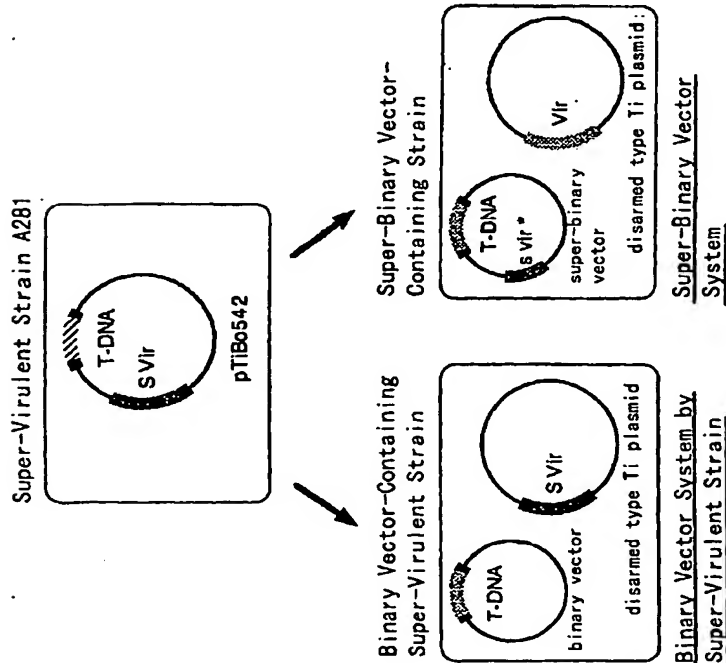 Super-Virulent Strain A281
T-DNA
S Vir
pTiBo542
Binary Vector-Containing
Super-Virulent Strain
T-DNA
binary vector
S Vir
disarmed type Ti plasmid
Binary Vector System by
Super-Virulent Strain
Super-Binary Vector-
Containing Strain
T-DNA
s vir*
super-binary
vector
Vir
disarmed type Ti plasmid:
Super-Binary Vector
System